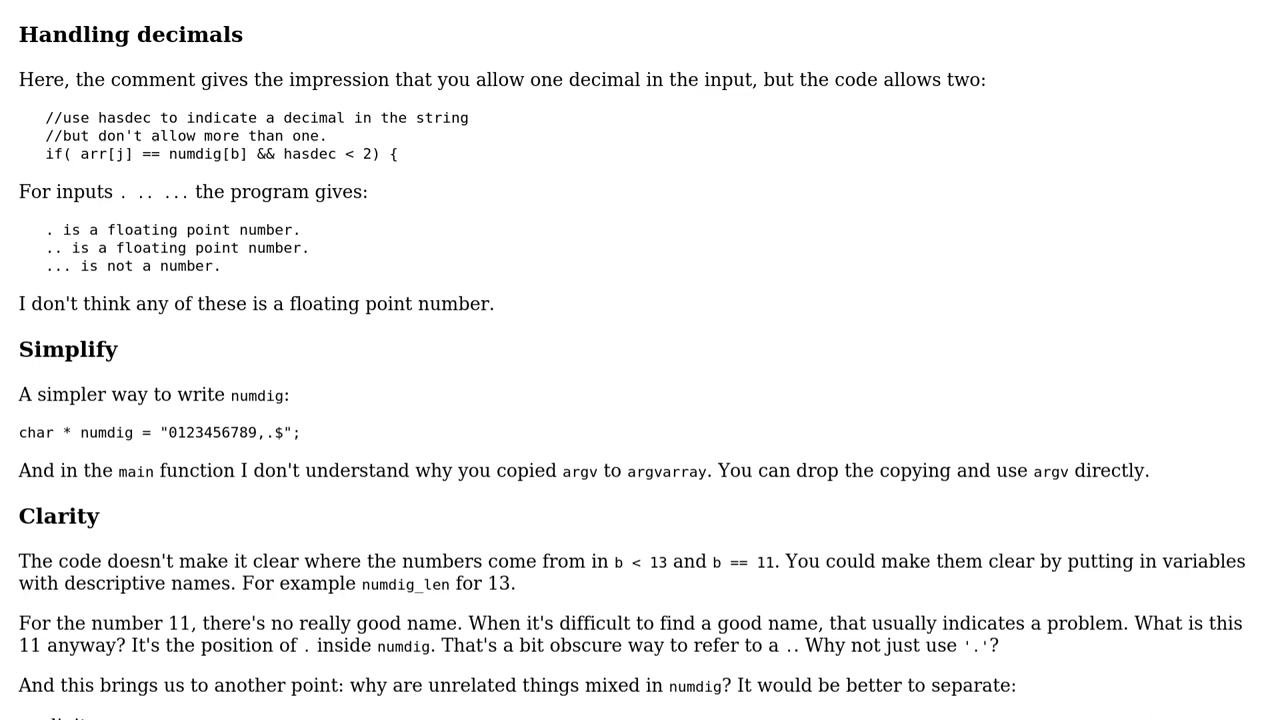 Handling decimals
Here, the comment gives the impression that you allow one decimal in the input, but the code allows two:
//use hasdec to indicate a decimal in the string
//but don't allow more than one.
if( arr[j] == numdig[b] && hasdec < 2) {
For inputs . .. ... the program gives:
. is a floating point number.
.. is a floating point number.
... is not a number.
I don't think any of these is a floating point number.
Simplify
A simpler way to write numdig:
char * numdig = "0123456789,.$";
And in the main function I don't understand why you copied argv to argvarray. You can drop the copying and use argv directly.
Clarity
The code doesn't make it clear where the numbers come from in b < 13 and b == 11. You could make them clear by putting in variables
with descriptive names. For example numdig_len for 13.
For the number 11, there's no really good name. When it's difficult to find a good name, that usually indicates a problem. What is this
11 anyway? It's the position of . inside numdig. That's a bit obscure way to refer to a .. Why not just use '.'?
And this brings us to another point: why are unrelated things mixed in numdig? It would be better to separate: